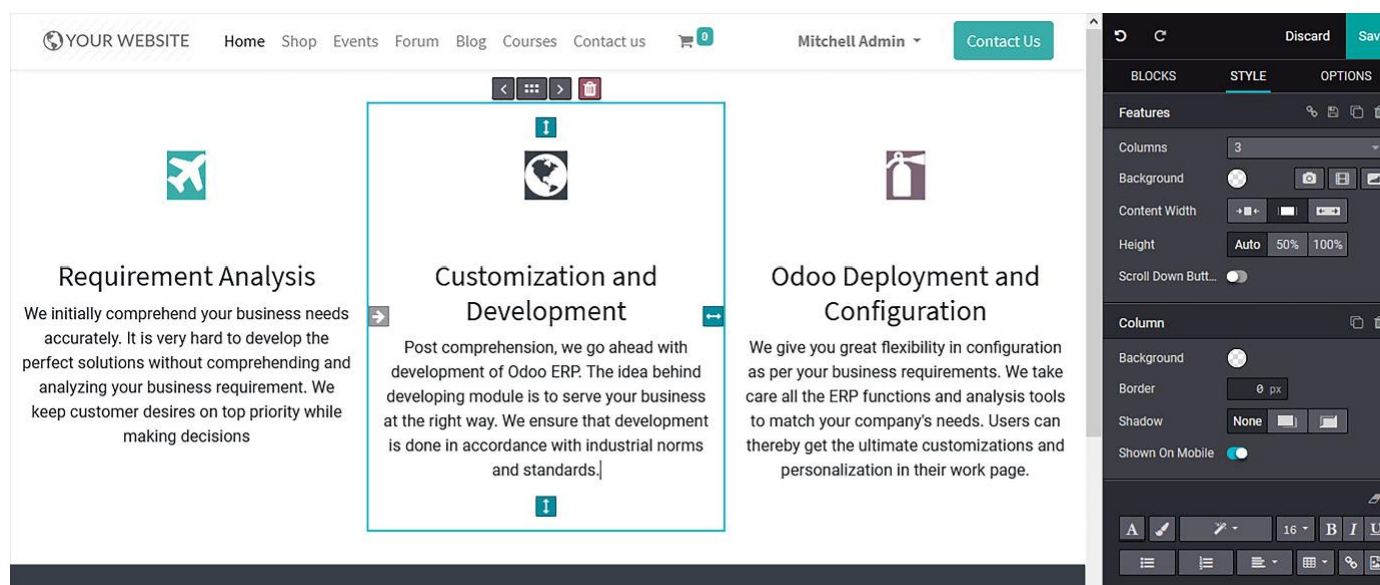 YOUR WEBSITE Home Shop Events Forum Blog Courses Contact us 0 Mitchell Admin Contact Us
Requirement Analysis
We initially comprehend your business needs
accurately. It is very hard to develop the
perfect solutions without comprehending and
analyzing your business requirement. We
keep customer desires on top priority while
making decisions
Customization and
Development
Post comprehension, we go ahead with
development of Odoo ERP. The idea behind
developing module is to serve your business
at the right way. We ensure that development
is done in accordance with industrial norms
and standards.
Odoo Deployment and
Configuration
We give you great flexibility in configuration
as per your business requirements. We take
care all the ERP functions and analysis tools
to match your company's needs. Users can
thereby get the ultimate customizations and
personalization in their work page.
Discard Sav
BLOCKS STYLE OPTIONS
Features
Columns 3
Background
Content Width
Height Auto 50% 100%
Scroll Down Butt...
Column
Background
Border 0 px
Shadow None
Shown On Mobile
A 16 B I U